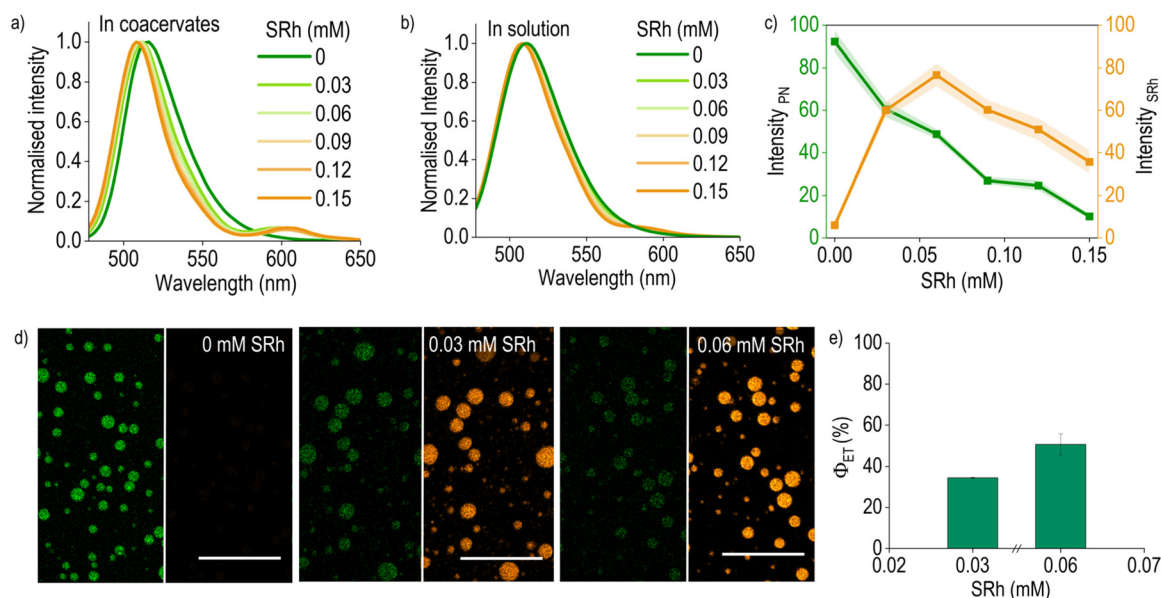 a)
In coacervates
SRh (mM)
0
0.03
0.06
0.09
0.12
0.15
Normalised intensity
1.0
0.8
0.6
0.4
0.2
0.0
500
550
600
650
Wavelength (nm)
b)
In solution
SRh (mM)
0
0.03
0.06
0.09
0.12
0.15
Normalised Intensity
1.0
0.8
0.6
0.4
0.2
0.0
500
550
600
650
Wavelength (nm)
c)
Intensity PN
100
80
60
40
20
0
0.00
0.05
0.10
0.15
SRh (mM)
100
80
60
40
20
0
Intensity SRh
d)
0 mM SRh
0.03 mM SRh
0.06 mM SRh
e)
ΦET (%)
100
80
60
40
20
0
0.02
0.03
0.06
0.07
SRh (mM)